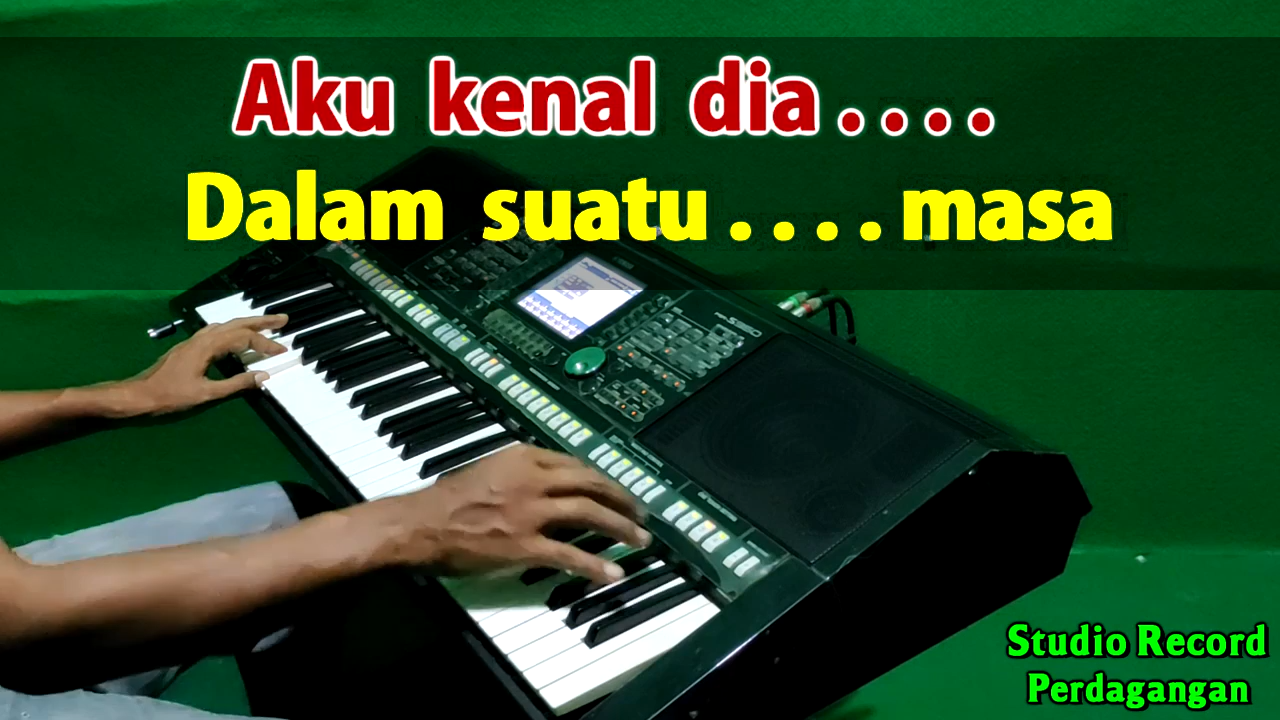 Aku kenal dia . . . .
Dalam suatu . . . . masa
Studio Record
Perdagangan